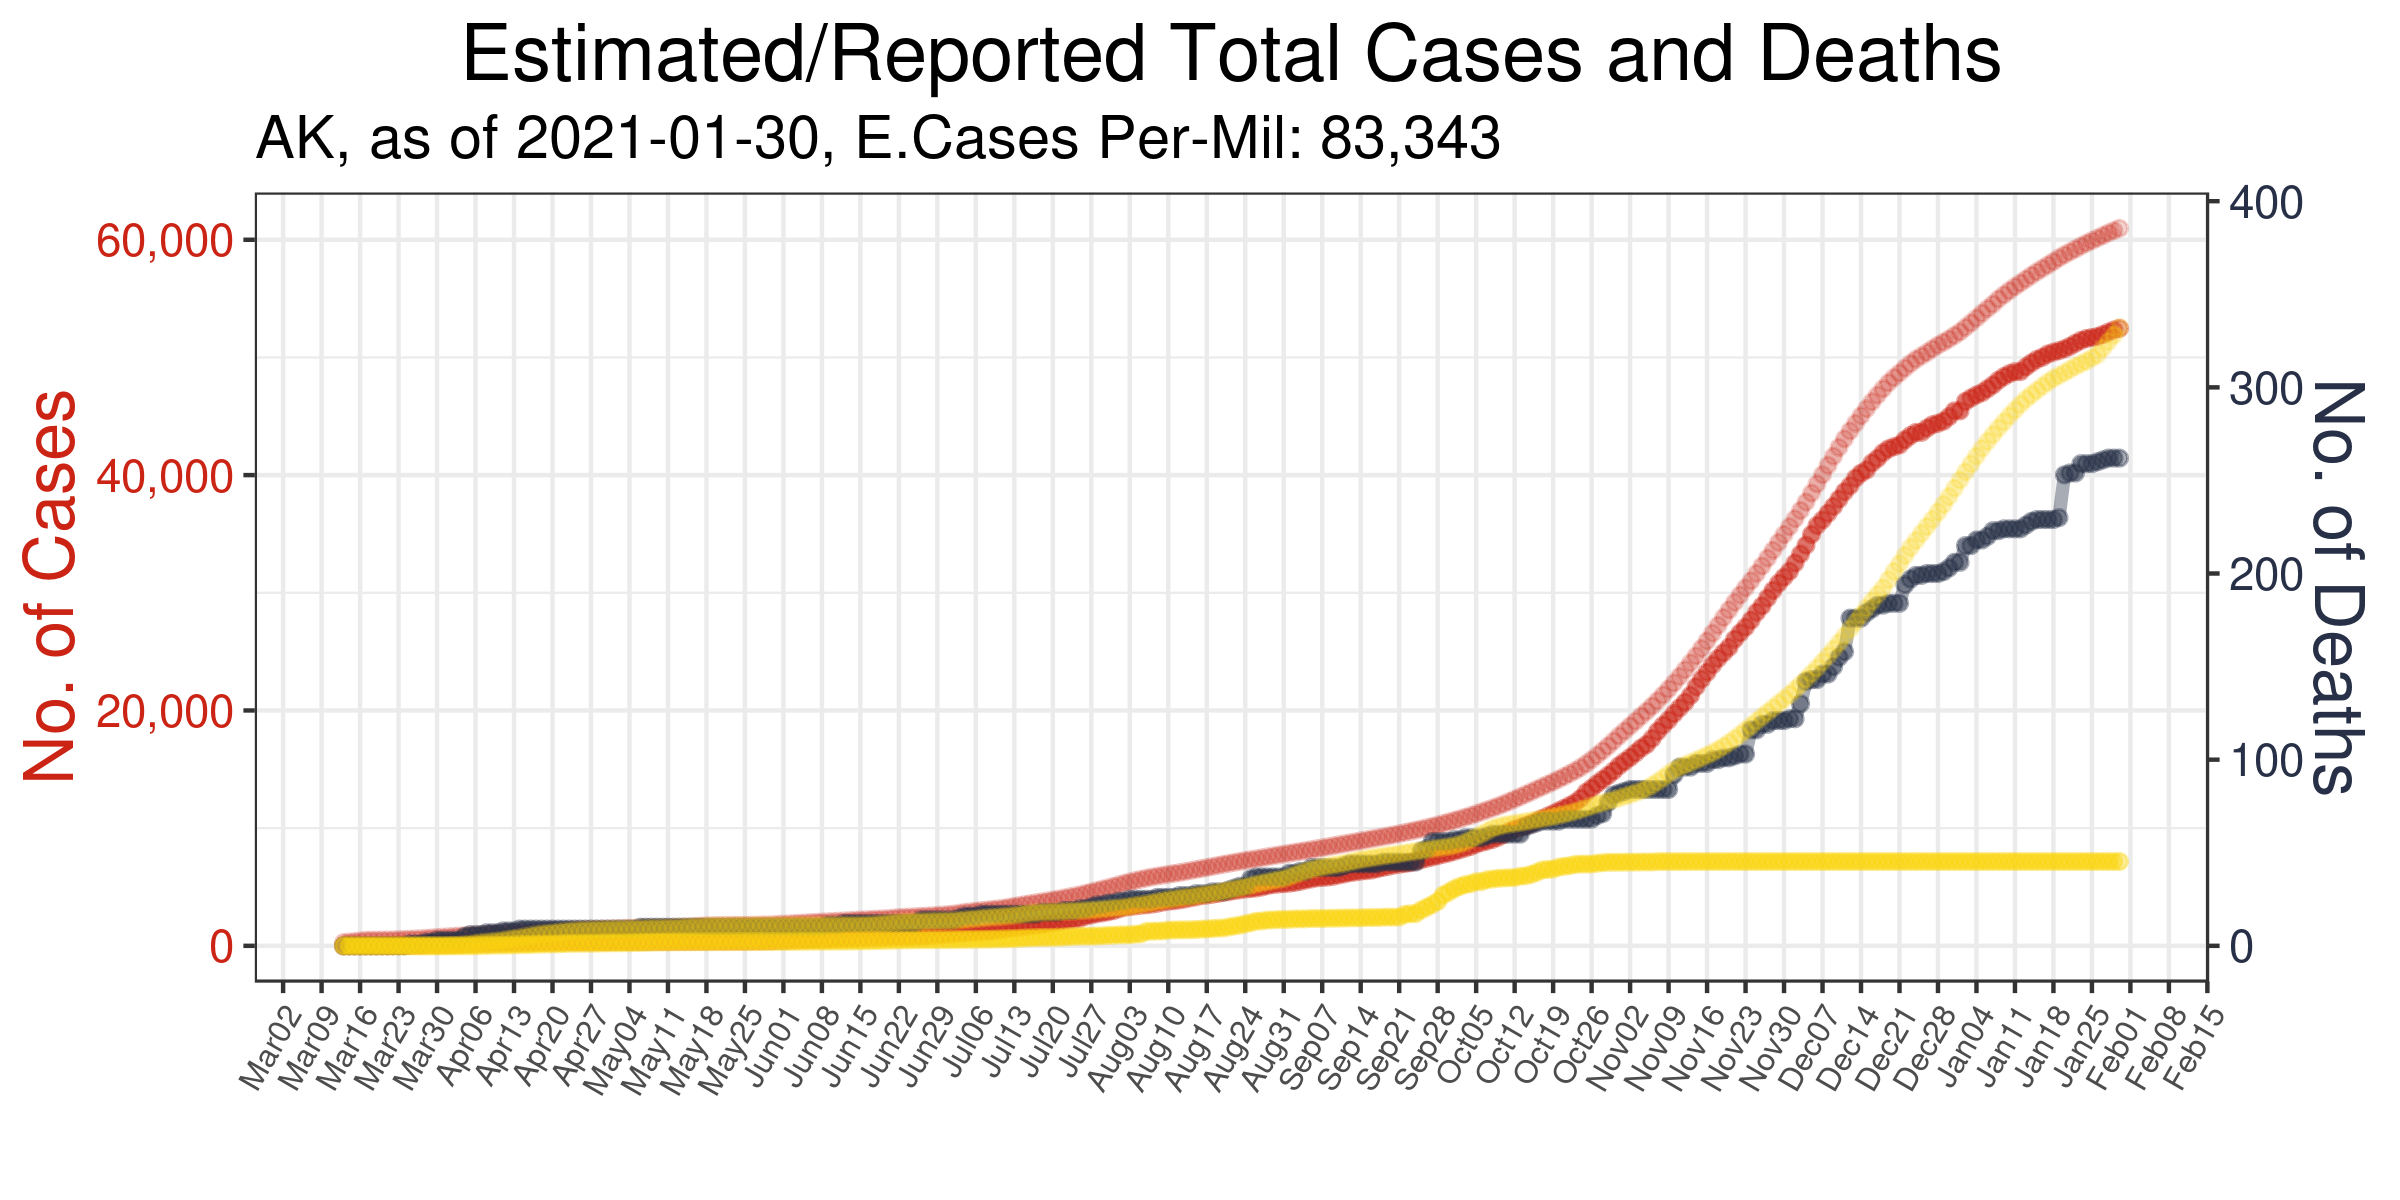 Estimated/Reported Total Cases and Deaths
AK, as of 2021-01-30, E.Cases Per-Mil: 83,343
No. of Cases
60,000
40,000
20,000
0
400
300
200
100
0
No. of Deaths
Mar02 Mar09 Mar16 Mar23 Mar30 Apr06 Apr13 Apr20 Apr27 May04 May11 May18 May25 Jun01 Jun08 Jun15 Jun22 Jun29 Jul06 Jul13 Jul20 Jul27 Aug03 Aug10 Aug17 Aug24 Aug31 Sep07 Sep14 Sep21 Sep28 Oct05 Oct12 Oct19 Oct26 Nov02 Nov09 Nov16 Nov23 Nov30 Dec07 Dec14 Dec21 Dec28 Jan04 Jan11 Jan18 Jan25 Feb01 Feb08 Feb15